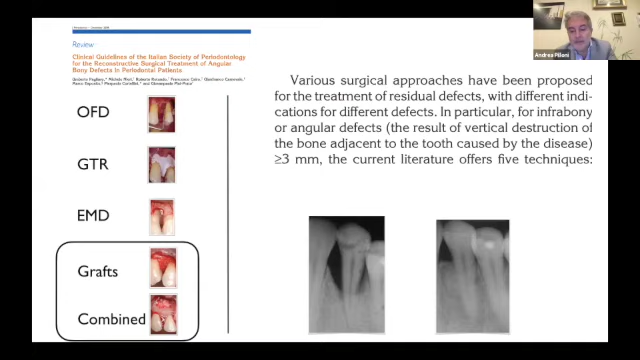 Review
Clinical Guidelines of the Italian Society of Periodontology
for the Reconstructive Surgical Treatment of Angular
Bony Defects in Periodontal Patients
OFD
GTR
EMD
Grafts
Combined
Various surgical approaches have been proposed
for the treatment of residual defects, with different indi-
cations for different defects. In particular, for infrabony
or angular defects (the result of vertical destruction of
the bone adjacent to the tooth caused by the disease)
≥3 mm, the current literature offers five techniques:
Andrea Pilloni